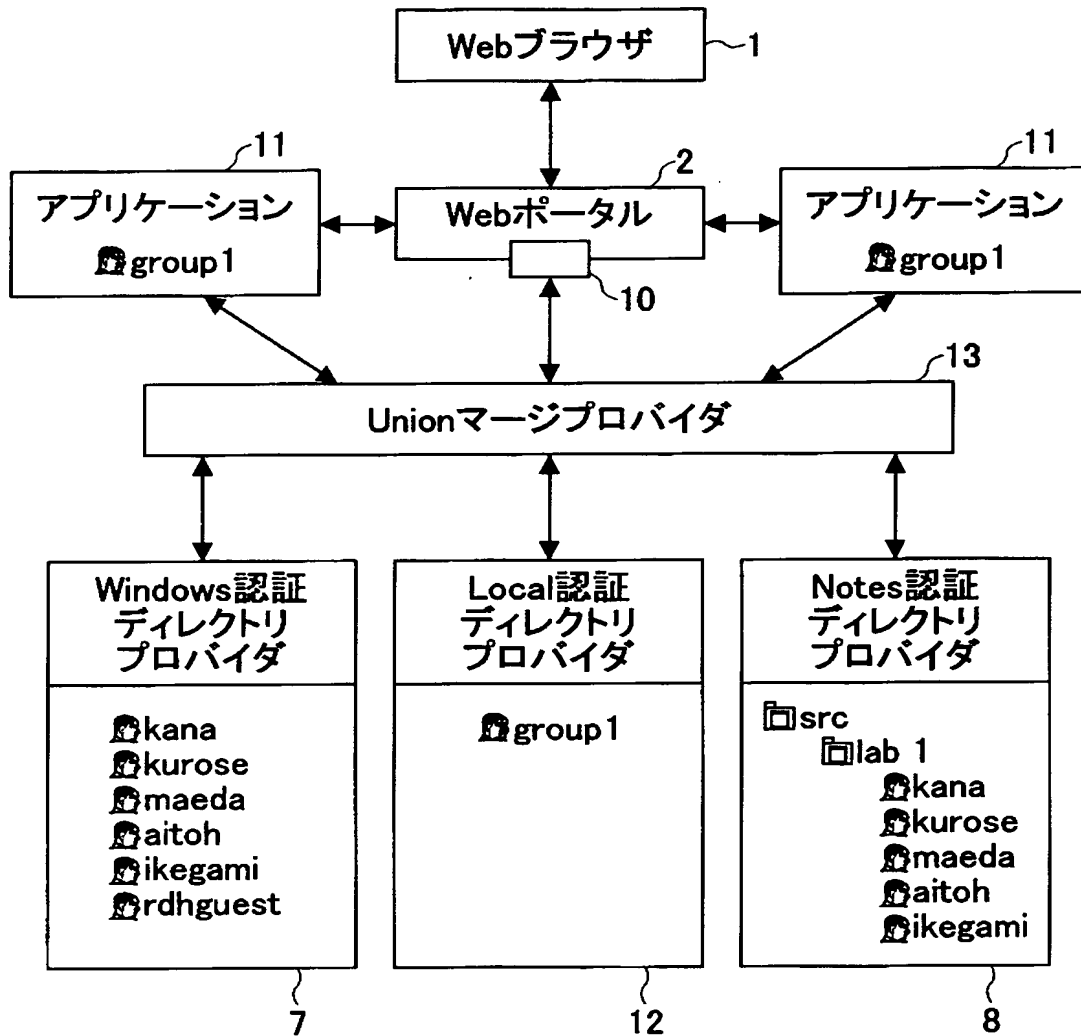 Webブラウザ
1
11
アプリケーション
group1
2
Webポータル
10
11
アプリケーション
group1
13
Unionマージプロバイダ
Windows認証
ディレクトリ
プロバイダ
kana
kurose
maeda
aitoh
ikegami
rdhguest
7
Local認証
ディレクトリ
プロバイダ
group1
12
Notes認証
ディレクトリ
プロバイダ
src
lab 1
kana
kurose
maeda
aitoh
ikegami
8